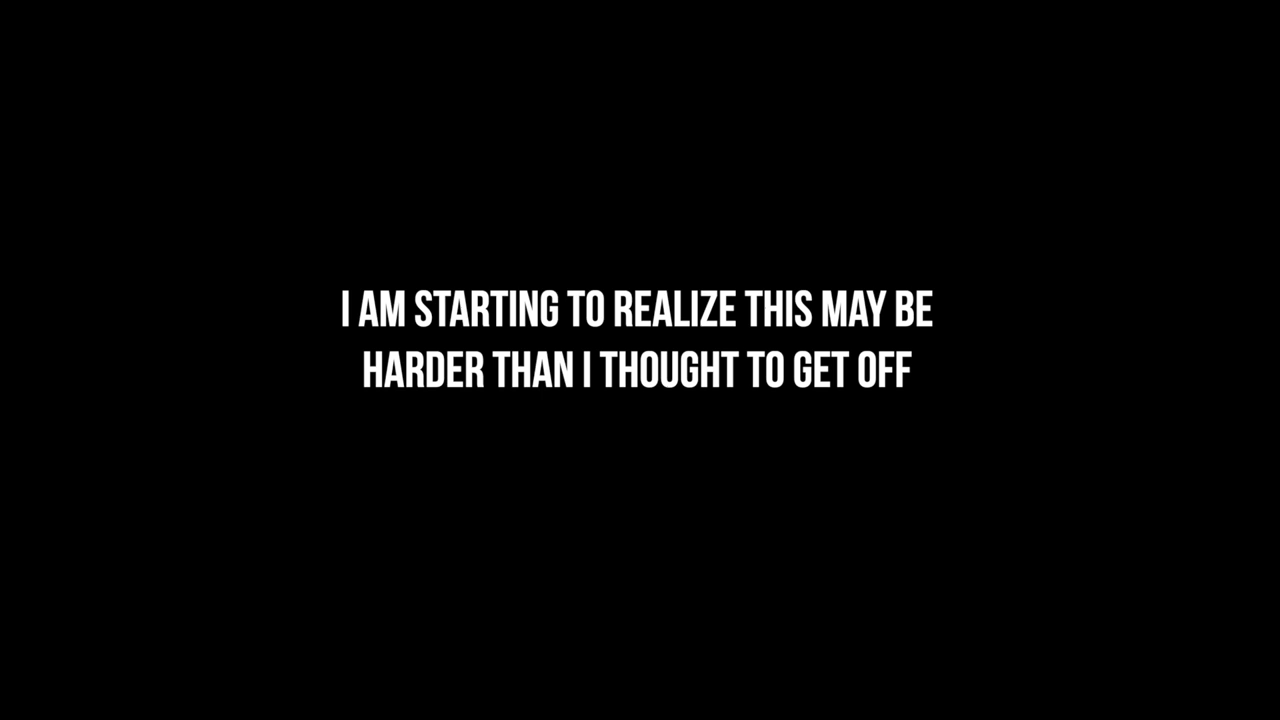 I AM STARTING TO REALIZE THIS MAY BE
HARDER THAN I THOUGHT TO GET OFF